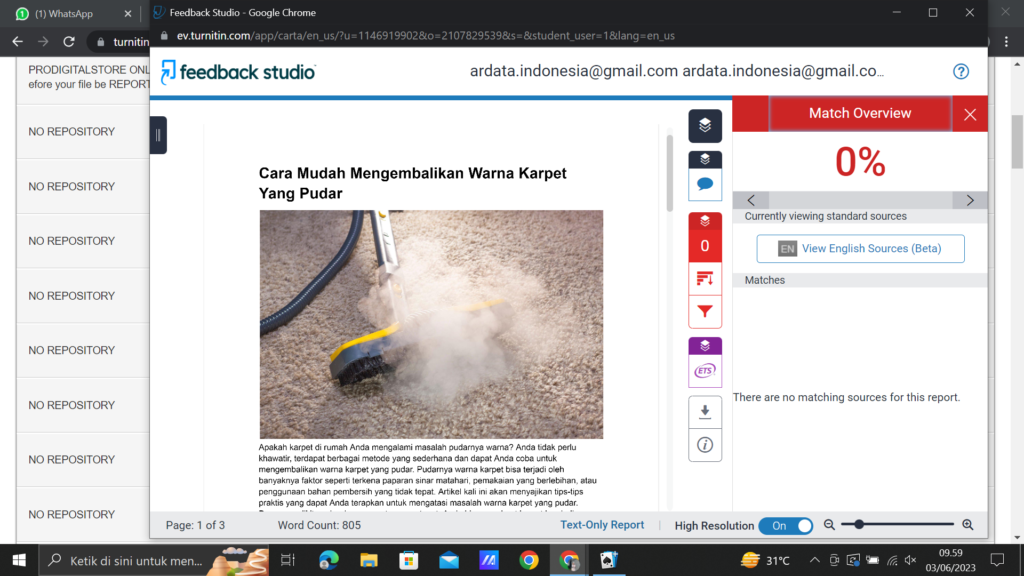 (1) WhatsApp
Feedback Studio - Google Chrome
turnitin
ev.turnitin.com/app/carta/en_us/?u=1146919902&o=2107829539&s=&student_user=1&lang=en_us
PRODIGITALSTORE ONL
efore your file be REPORT
NO REPOSITORY
NO REPOSITORY
NO REPOSITORY
NO REPOSITORY
NO REPOSITORY
NO REPOSITORY
NO REPOSITORY
NO REPOSITORY
feedback studio
ardata.indonesia@gmail.com ardata.indonesia@gmail.co...
Cara Mudah Mengembalikan Warna Karpet
Yang Pudar
Apakah karpet di rumah Anda mengalami masalah pudarnya warna? Anda tidak perlu
khawatir, terdapat berbagai metode yang sederhana dan dapat Anda coba untuk
mengembalikan warna karpet yang pudar. Pudarnya warna karpet bisa terjadi oleh
banyaknya faktor seperti terkena paparan sinar matahari, pemakaian yang berlebihan, atau
penggunaan bahan pembersih yang tidak tepat. Artikel kali ini akan menyajikan tips-tips
praktis yang dapat Anda terapkan untuk mengatasi masalah warna karpet yang pudar.
0
ETS
Match Overview
0%
Currently viewing standard sources
EN View English Sources (Beta)
Matches
There are no matching sources for this report.
Page: 1 of 3
Word Count: 805
Text-Only Report
High Resolution
On
Ketik di sini untuk men...
31°C
09.59
03/06/2023